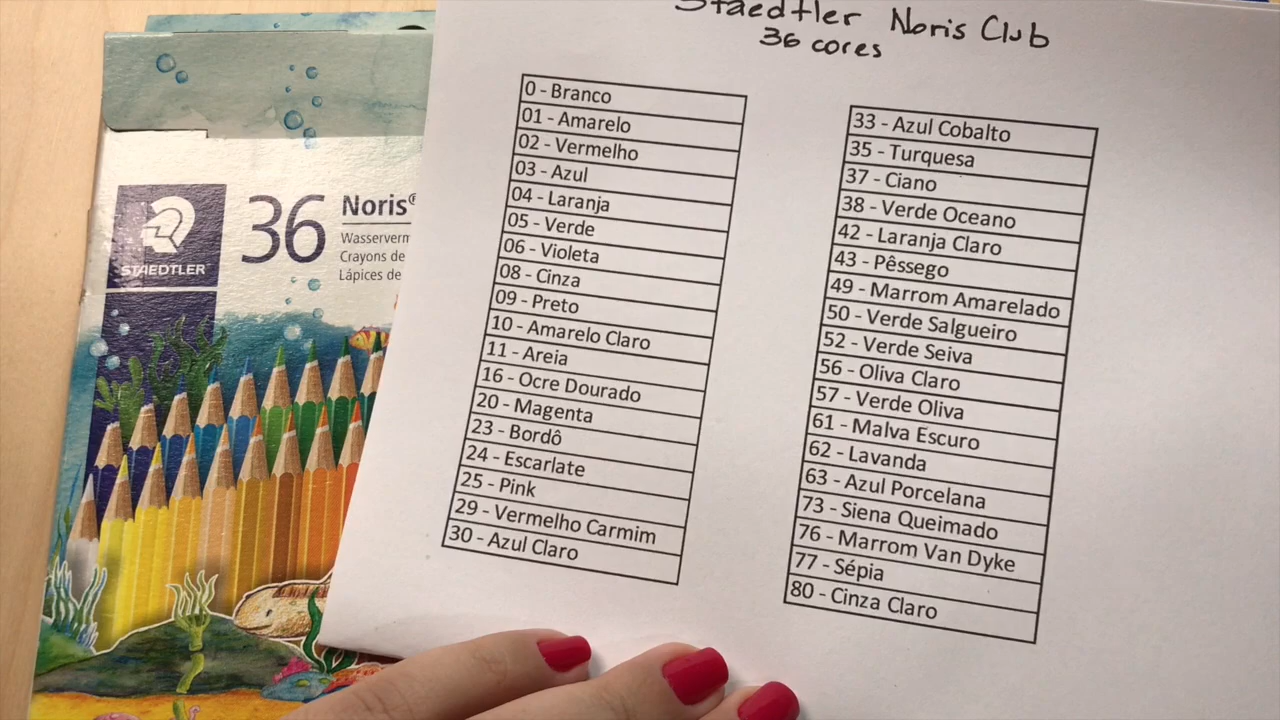 Staedtler Noris Club
36 cores
0 - Branco
01 - Amarelo
02 - Vermelho
03 - Azul
04 - Laranja
05 - Verde
06 - Violeta
08 - Cinza
09 - Preto
10 - Amarelo Claro
11 - Areia
16 - Ocre Dourado
20 - Magenta
23 - Bordô
24 - Escarlate
25 - Pink
29 - Vermelho Carmim
30 - Azul Claro
33 - Azul Cobalto
35 - Turquesa
37 - Ciano
38 - Verde Oceano
42 - Laranja Claro
43 - Pêssego
49 - Marrom Amarelado
50 - Verde Salgueiro
52 - Verde Seiva
56 - Oliva Claro
57 - Verde Oliva
61 - Malva Escuro
62 - Lavanda
63 - Azul Porcelana
73 - Siena Queimado
76 - Marrom Van Dyke
77 - Sépia
80 - Cinza Claro
STAEDTLER
36
Noris®
Crayons de
Lápices de